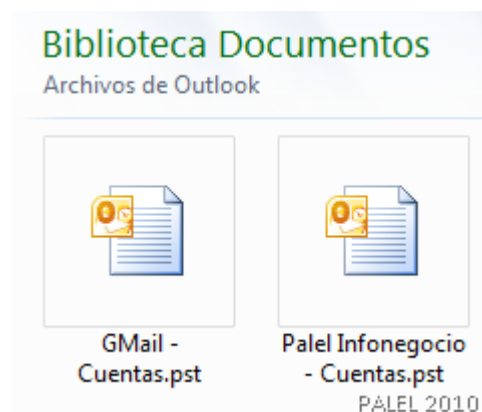 Biblioteca Documentos
Archivos de Outlook
GMail -
Cuentas.pst
Palel Infonegocio
- Cuentas.pst
PALEL 2010